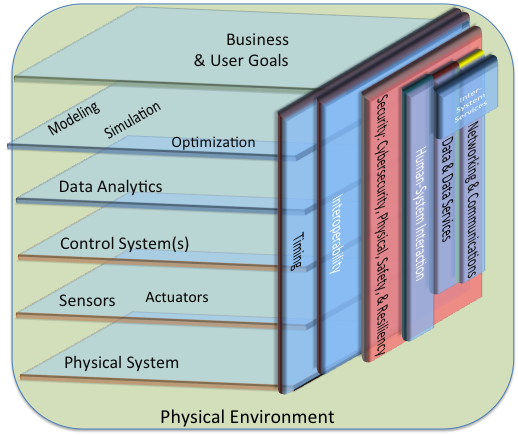 Business
& User Goals
Modeling
Simulation
Optimization
Data Analytics
Control System(s)
Sensors
Actuators
Physical System
Timing
Interoperability
Security: Cybersecurity, Physical, Safety, & Resiliency
Human-System Interaction
Data & Data Services
Networking & Communications
Inter-
System
Services
Physical Environment